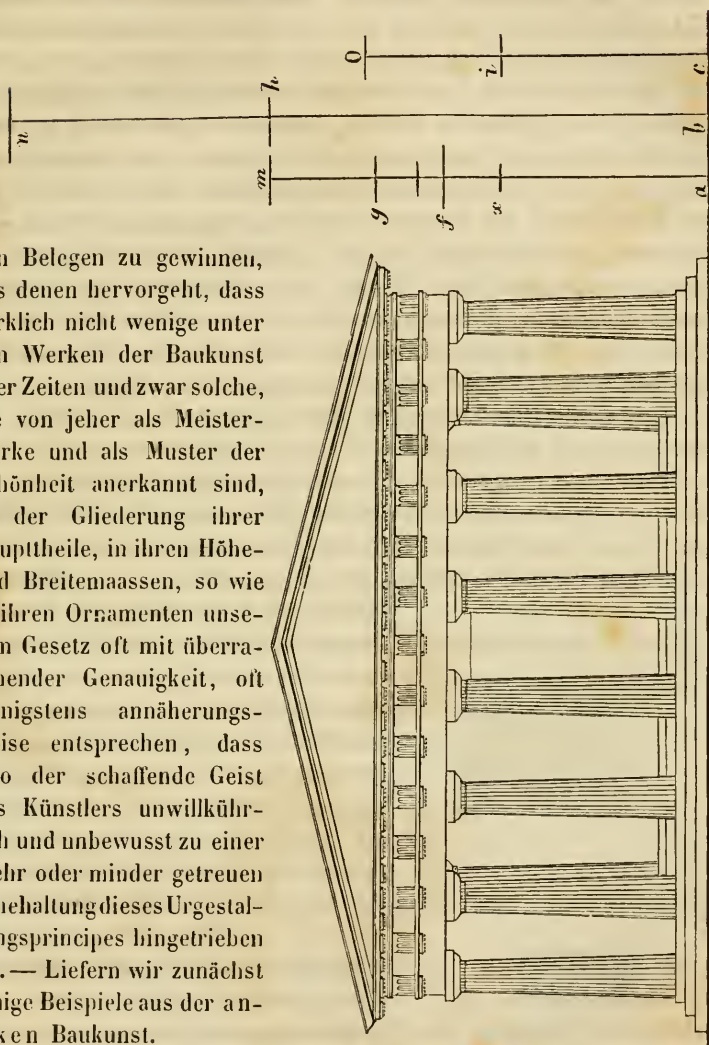 o i c
n h b
m g f x a
n Belegen zu gewinnen,
s denen hervorgeht, dass
rklich nicht wenige unter
n Werken der Baukunst
er Zeiten und zwar solche,
e von jeher als Meister-
rke und als Muster der
hönheit anerkannt sind,
der Gliederung ihrer
upttheile, in ihren Höhe-
d Breitemaassen, so wie
ihren Ornamenten unse-
n Gesetz oft mit überra-
hender Genauigkeit, oft
nigstens annäherungs-
ise entsprechen, dass
o der schaffende Geist
s Künstlers unwillkühr-
h und unbewusst zu einer
ehr oder minder getreuen
nehaltung dieses Urgestal-
ngsprincipes hingetrieben
. — Liefern wir zunächst
nige Beispiele aus der an-
ken Baukunst.